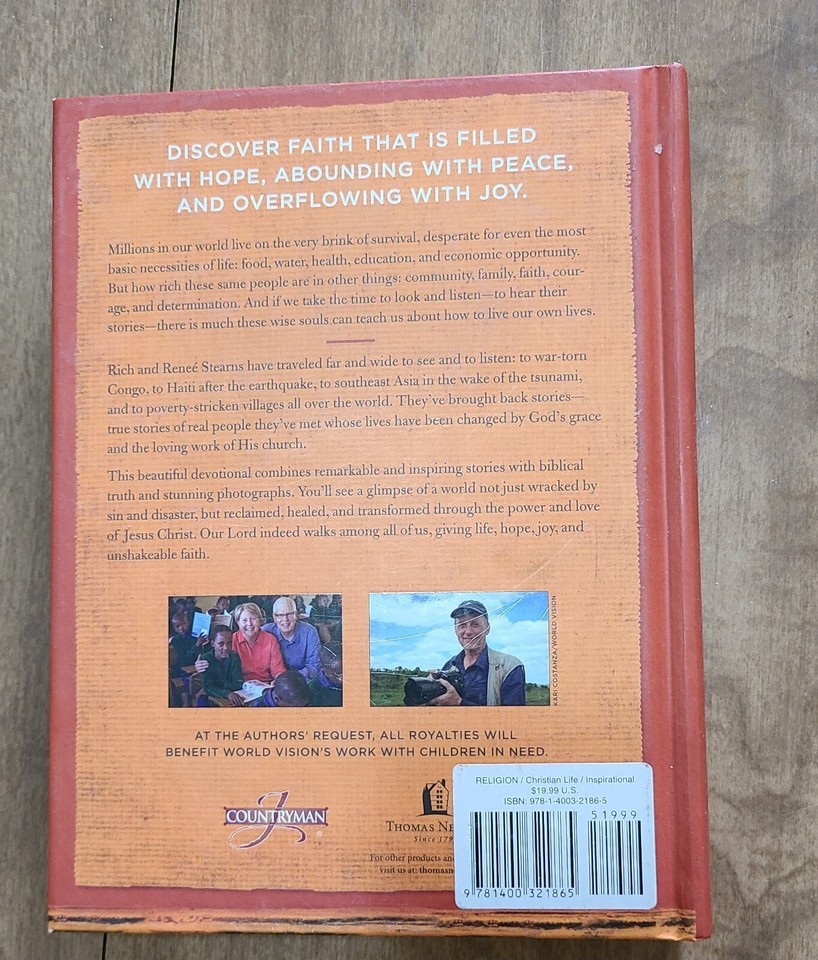 DISCOVER FAITH THAT IS FILLED
WITH HOPE, ABOUNDING WITH PEACE,
AND OVERFLOWING WITH JOY.
Millions in our world live on the very brink of survival, desperate for even the most
basic necessities of life: food, water, health, education, and economic opportunity.
But how rich these same people are in other things: community, family, faith, cour-
age, and determination. And if we take the time to look and listen—to hear their
stories—there is much these wise souls can teach us about how to live our own lives.
Rich and Reneé Stearns have traveled far and wide to see and to listen: to war-torn
Congo, to Haiti after the earthquake, to southeast Asia in the wake of the tsunami,
and to poverty-stricken villages all over the world. They've brought back stories—
true stories of real people they've met whose lives have been changed by God's grace
and the loving work of His church.
This beautiful devotional combines remarkable and inspiring stories with biblical
truth and stunning photographs. You'll see a glimpse of a world not just wracked by
sin and disaster, but reclaimed, healed, and transformed through the power and love
of Jesus Christ. Our Lord indeed walks among all of us, giving life, hope, joy, and
unshakeable faith.
KARI COSTANZA/WORLD VISION
AT THE AUTHORS' REQUEST, ALL ROYALTIES WILL
BENEFIT WORLD VISION'S WORK WITH CHILDREN IN NEED.
J
COUNTRYMAN®
THOMAS NE
Since 179
For other products an
visit us at: thomasn
RELIGION / Christian Life / Inspirational
$19.99 U.S.
ISBN: 978-1-4003-2186-5
51999
9 781400 321865